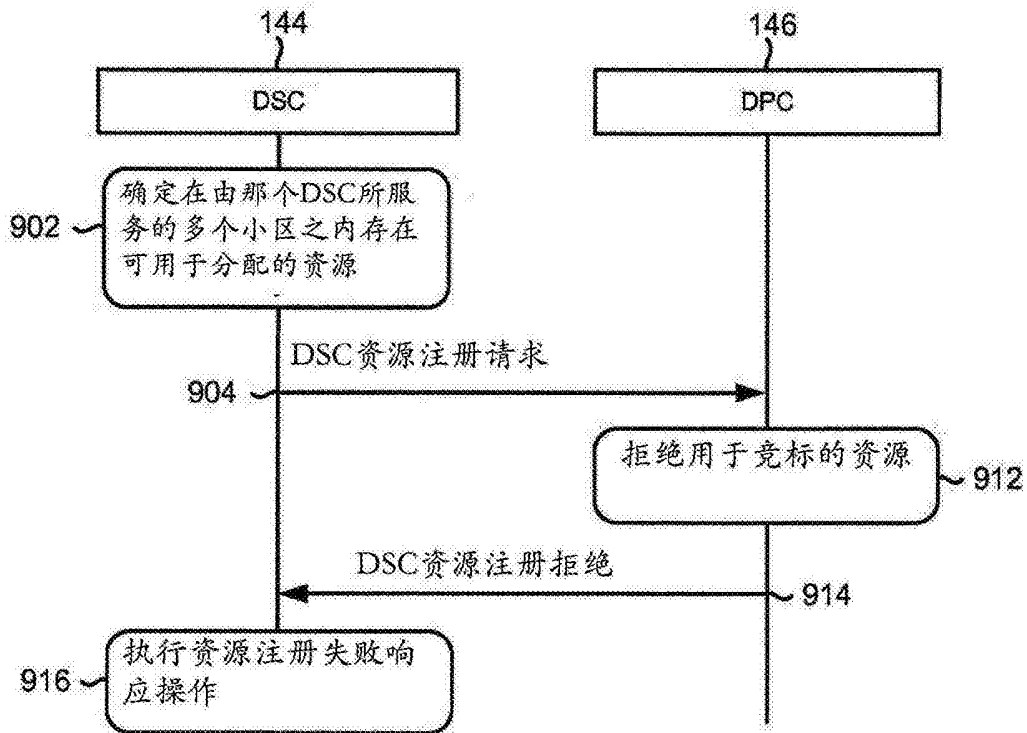 144
146
DSC
DPC
902
确定在由那个DSC所服
务的多个小区之内存在
可用于分配的资源
DSC资源注册请求
904
拒绝用于竞标的资源
912
DSC资源注册拒绝
914
916
执行资源注册失败响
应操作